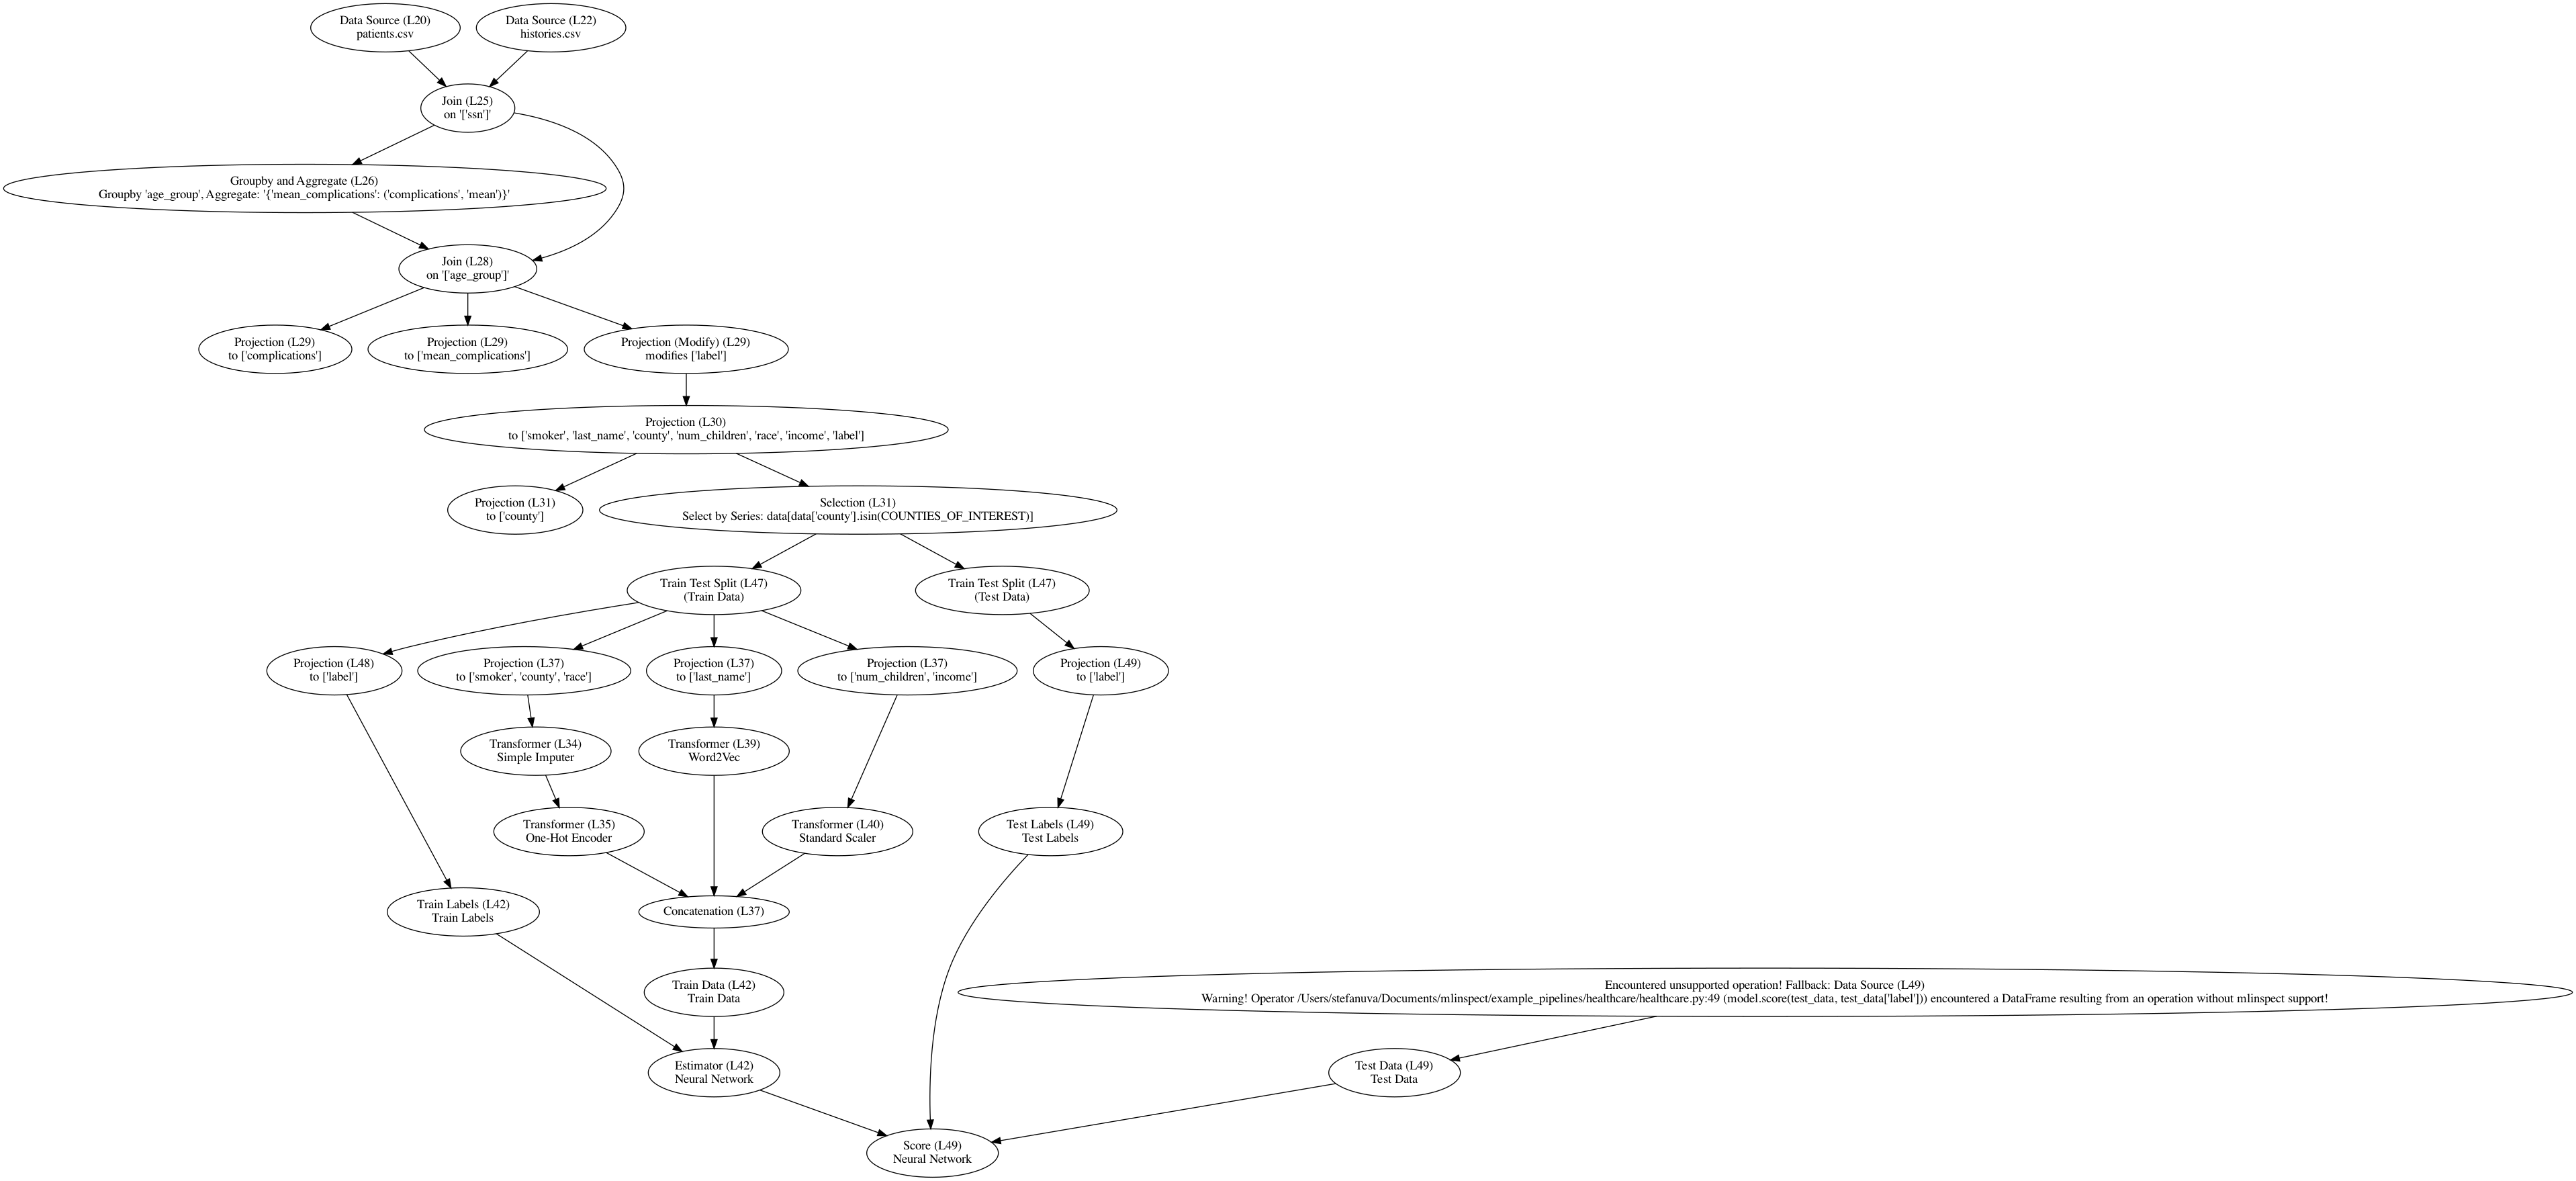 Data Source (L20)
patients.csv
Data Source (L22)
histories.csv
Join (L25)
on '['ssn']'
Groupby and Aggregate (L26)
Groupby 'age_group', Aggregate: '{'mean_complications': ('complications', 'mean')}'
Join (L28)
on '['age_group']'
Projection (L29)
to ['complications']
Projection (L29)
to ['mean_complications']
Projection (Modify) (L29)
modifies ['label']
Projection (L30)
to ['smoker', 'last_name', 'county', 'num_children', 'race', 'income', 'label']
Projection (L31)
to ['county']
Selection (L31)
Select by Series: data[data['county'].isin(COUNTIES_OF_INTEREST)]
Train Test Split (L47)
(Train Data)
Train Test Split (L47)
(Test Data)
Projection (L48)
to ['label']
Projection (L37)
to ['smoker', 'county', 'race']
Projection (L37)
to ['last_name']
Projection (L37)
to ['num_children', 'income']
Projection (L49)
to ['label']
Transformer (L34)
Simple Imputer
Transformer (L39)
Word2Vec
Transformer (L35)
One-Hot Encoder
Transformer (L40)
Standard Scaler
Test Labels (L49)
Test Labels
Train Labels (L42)
Train Labels
Concatenation (L37)
Train Data (L42)
Train Data
Encountered unsupported operation! Fallback: Data Source (L49)
Warning! Operator /Users/stefanuva/Documents/mlinspect/example_pipelines/healthcare/healthcare.py:49 (model.score(test_data, test_data['label'])) encountered a DataFrame resulting from an operation without mlinspect support!
Estimator (L42)
Neural Network
Test Data (L49)
Test Data
Score (L49)
Neural Network